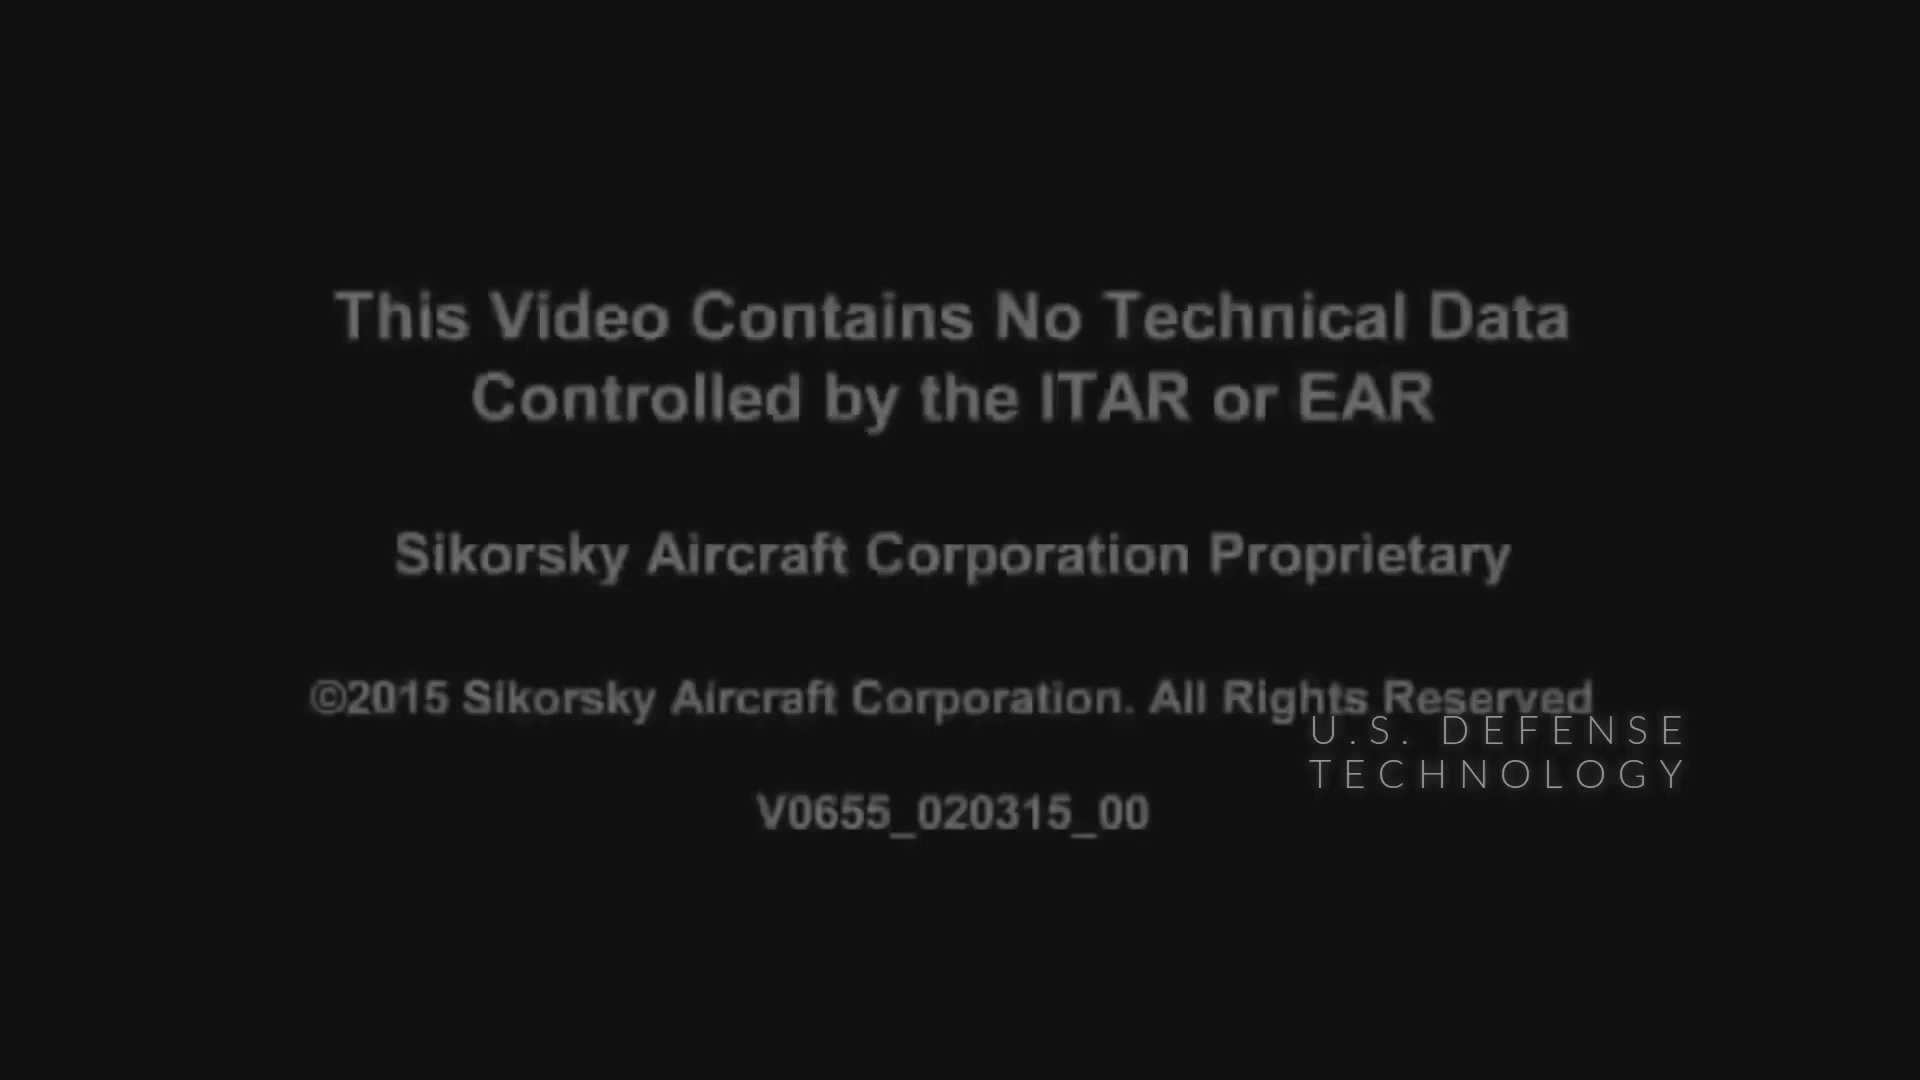 This Video Contains No Technical Data
Controlled by the ITAR or EAR
Sikorsky Aircraft Corporation Proprietary
©2015 Sikorsky Aircraft Corporation. All Rights Reserved
U.S. DEFENSE
TECHNOLOGY
V0655_020315_00